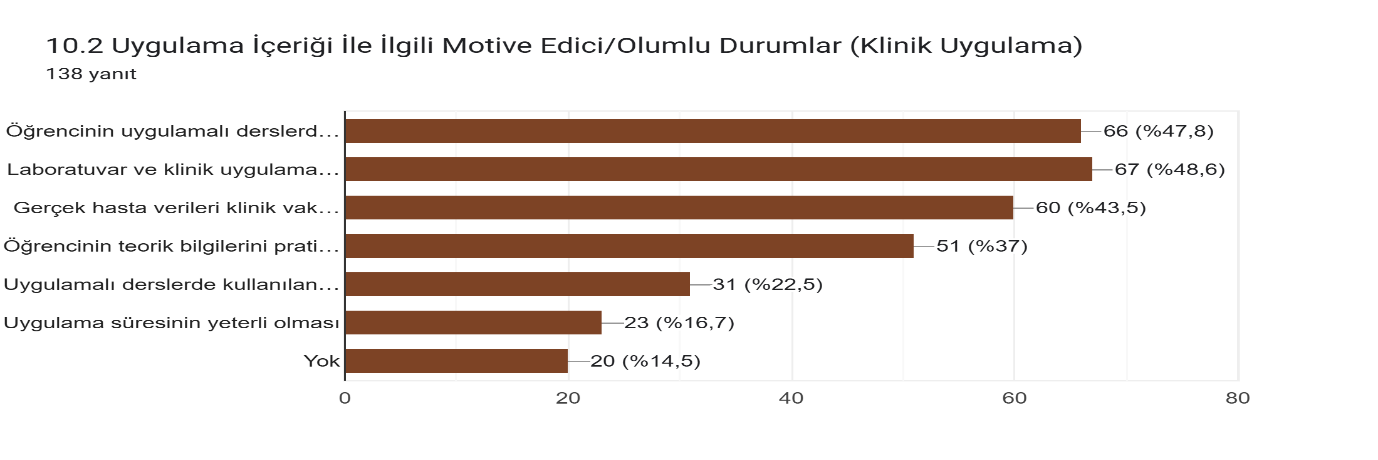 10.2 Uygulama İçeriği İle İlgili Motive Edici/Olumlu Durumlar (Klinik Uygulama)
138 yanıt
Öğrencinin uygulamalı derslerd... 66 (%47,8)
Laboratuvar ve klinik uygulama... 67 (%48,6)
Gerçek hasta verileri klinik vak... 60 (%43,5)
Öğrencinin teorik bilgilerini prati... 51 (%37)
Uygulamalı derslerde kullanılan... 31 (%22,5)
Uygulama süresinin yeterli olması 23 (%16,7)
Yok 20 (%14,5)
0 20 40 60 80